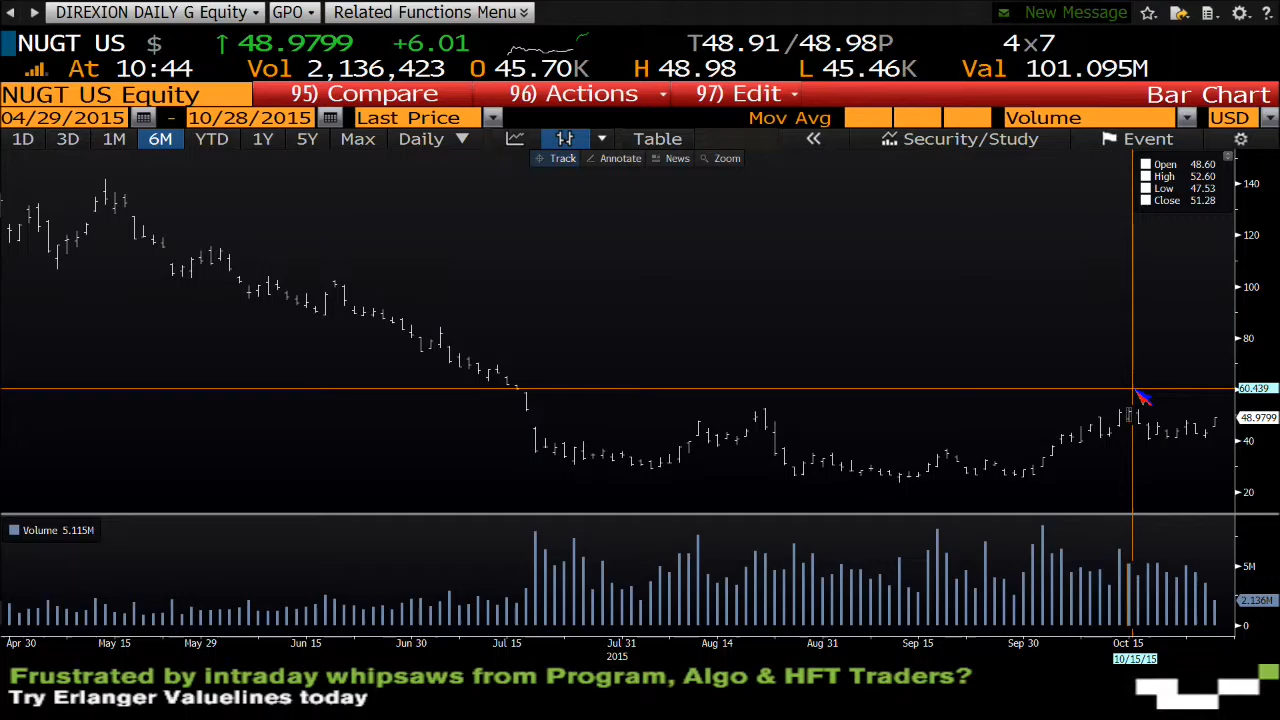 DIREXION DAILY G Equity GPO Related Functions Menu New Message
NUGT US $ ↑ 48.9799 +6.01 T48.91/48.98P 4x7
At 10:44 Vol 2,136,423 O 45.70K H 48.98 L 45.46K Val 101.095M
NUGT US Equity 95) Compare 96) Actions 97) Edit Bar Chart
04/29/2015 - 10/28/2015 Last Price Mov Avg Volume USD
1D 3D 1M 6M YTD 1Y 5Y Max Daily Table Security/Study Event
Track Annotate News Zoom
Open 48.60
High 52.60
Low 47.53
Close 51.28
140
120
100
80
60.439
48.9799
40
20
Volume 5.115M
5M
2.136M
0
Apr 30 May 15 May 29 Jun 15 Jun 30 Jul 15 Jul 31 Aug 14 Aug 31 Sep 15 Sep 30 Oct 15
2015 10/15/15
Frustrated by intraday whipsaws from Program, Algo & HFT Traders?
Try Erlanger Valuelines today